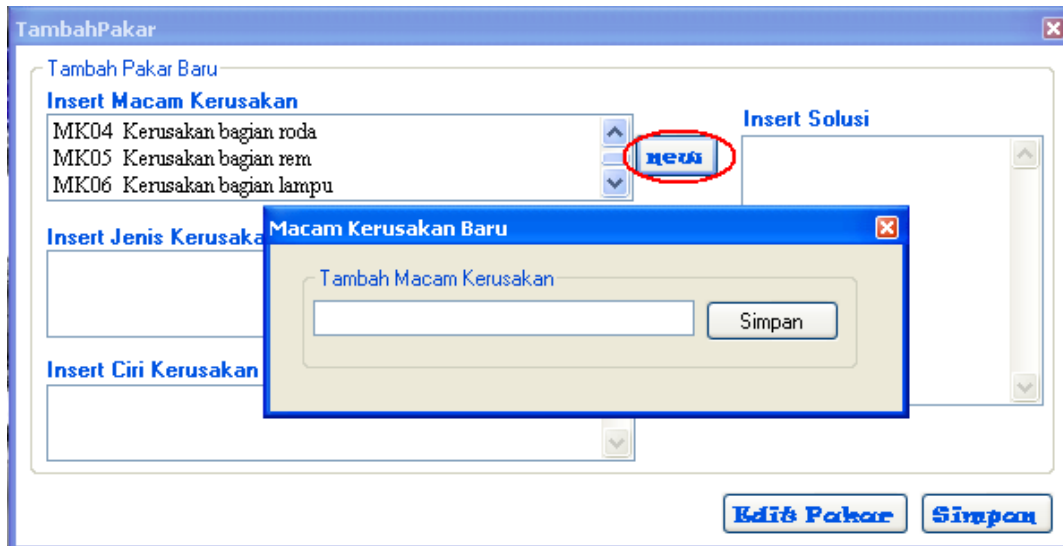 TambahPakar
Tambah Pakar Baru
Insert Macam Kerusakan
MK04 Kerusakan bagian roda
MK05 Kerusakan bagian rem
MK06 Kerusakan bagian lampu
new
Insert Solusi
Insert Jenis Kerusaka
Macam Kerusakan Baru
Tambah Macam Kerusakan
Simpan
Insert Ciri Kerusakan
Edit Pakar
Simpan